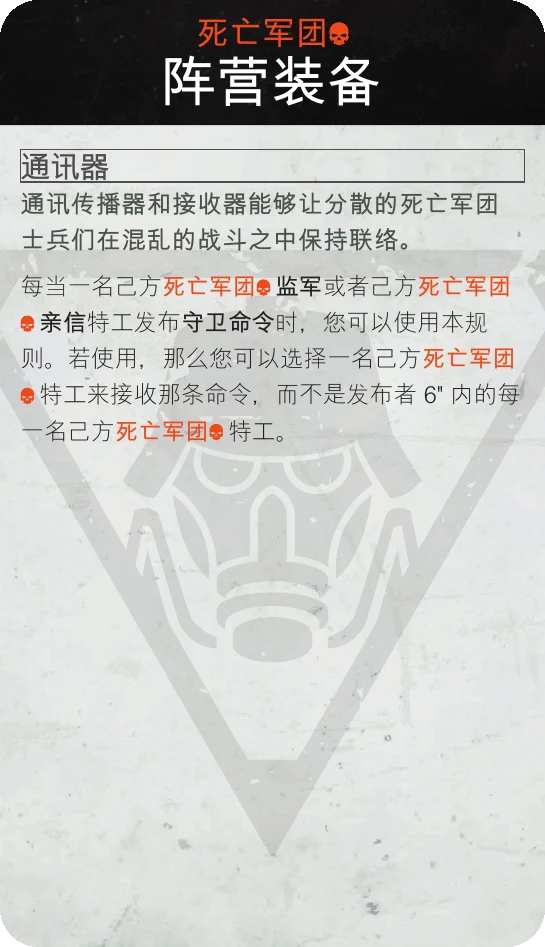 死亡军团
阵营装备
通讯器
通讯传播器和接收器能够让分散的死亡军团
士兵们在混乱的战斗之中保持联络。
每当一名己方死亡军团 监军或者己方死亡军团
亲信特工发布守卫命令时，您可以使用本规
则。若使用，那么您可以选择一名己方死亡军团
特工来接收那条命令，而不是发布者 6" 内的每
一名己方死亡军团 特工。